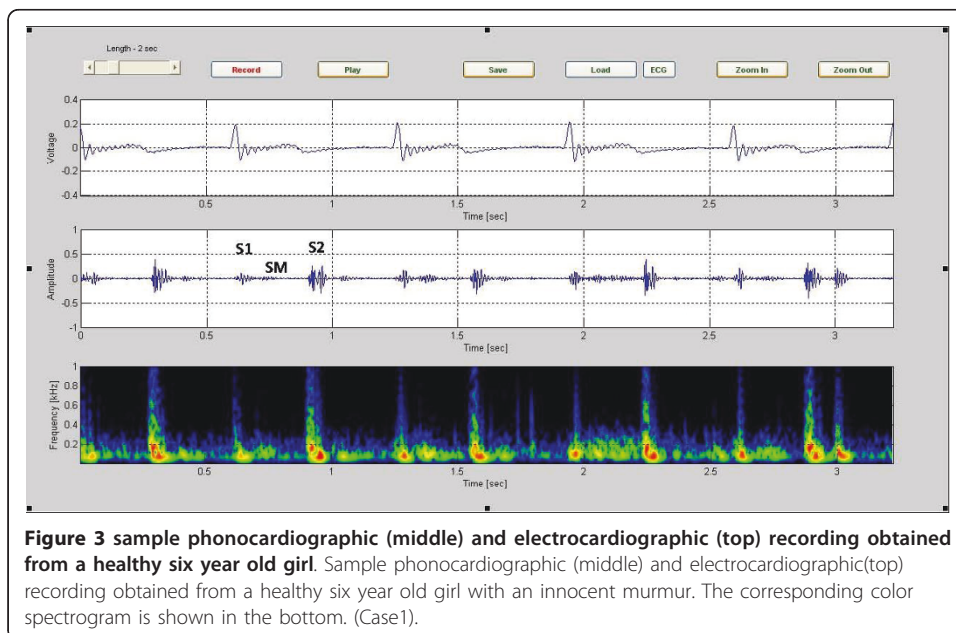 Length - 2 sec
Record Play Save Load ECG Zoom In Zoom Out
0.4
0.2
0
-0.2
-0.4
Voltage
0.5 1 1.5 2 2.5 3
Time [sec]
1
0.5
0
-0.5
-1
Amplitude
S1 SM S2
0 0.5 1 1.5 2 2.5 3
Time [sec]
1
0.8
0.6
0.4
0.2
Frequency [kHz]
0.5 1 1.5 2 2.5 3
Time [sec]
Figure 3 sample phonocardiographic (middle) and electrocardiographic (top) recording obtained
from a healthy six year old girl. Sample phonocardiographic (middle) and electrocardiographic(top)
recording obtained from a healthy six year old girl with an innocent murmur. The corresponding color
spectrogram is shown in the bottom. (Case1).